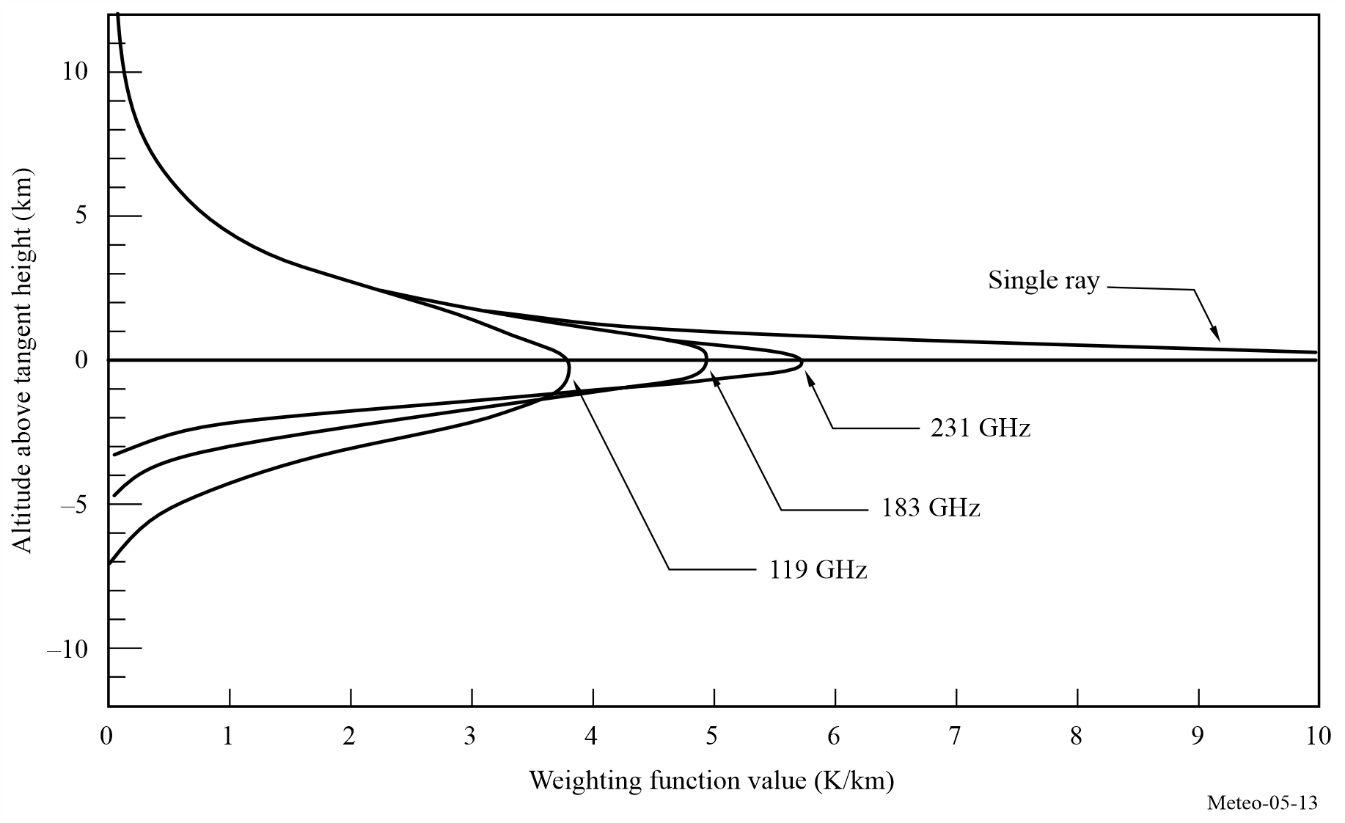 10
5
0
–5
–10
Altitude above tangent height (km)
Single ray
231 GHz
183 GHz
119 GHz
0 1 2 3 4 5 6 7 8 9 10
Weighting function value (K/km)
Meteo-05-13